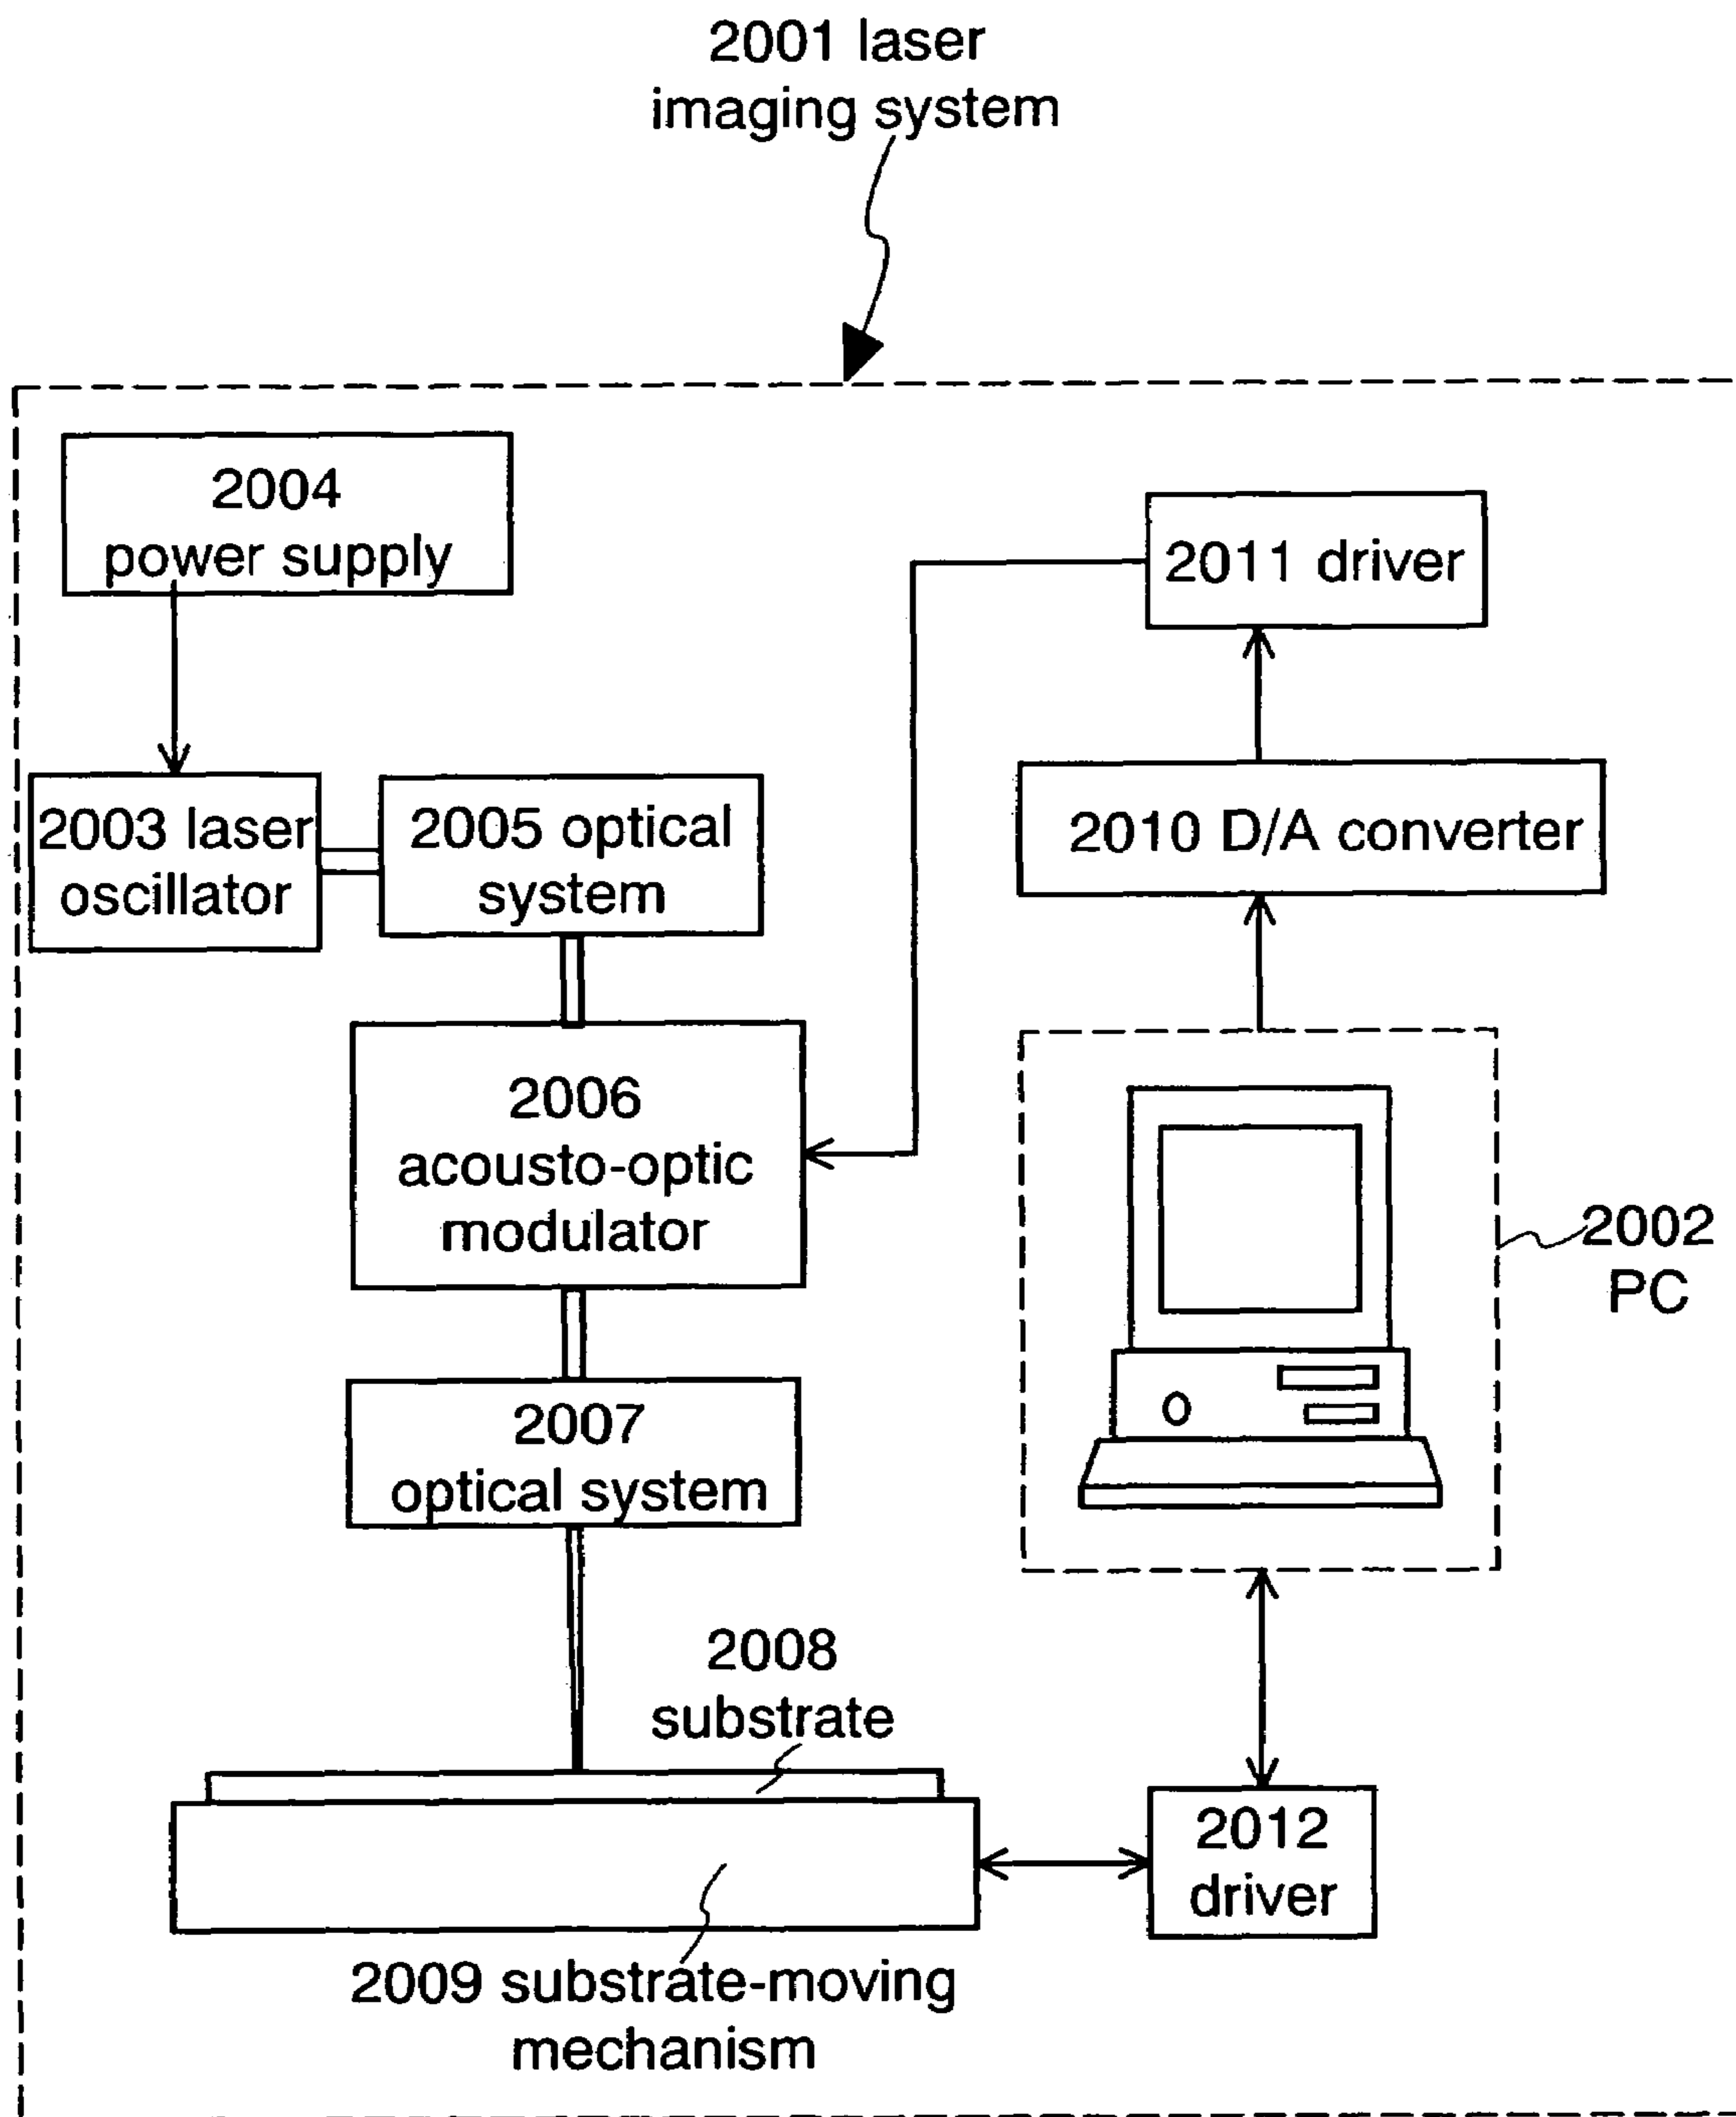 2001 laser
imaging system
2004
power supply
2011 driver
2003 laser
oscillator
2005 optical
system
2010 D/A converter
2006
acousto-optic
modulator
2002
PC
2007
optical system
2008
substrate
2012
driver
2009 substrate-moving
mechanism